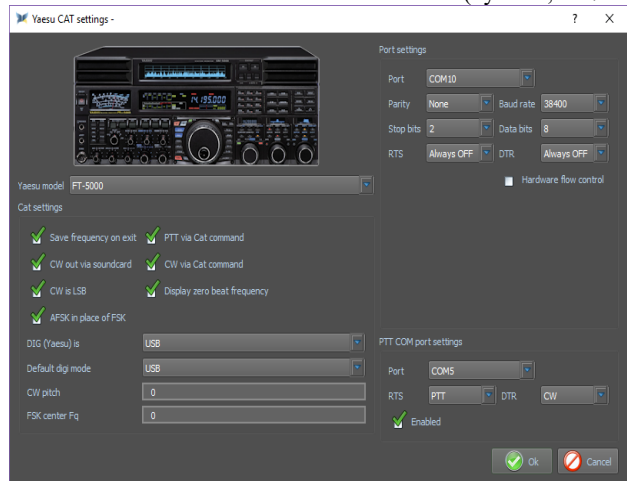 Yaesu CAT settings -
? X
14 195.000
Yaesu model FT-5000
Cat settings
Save frequency on exit PTT via Cat command
CW out via soundcard CW via Cat command
CW is LSB Display zero beat frequency
AFSK in place of FSK
DIG (Yaesu) is USB
Default digi mode USB
CW pitch 0
FSK center Fq 0
Port settings
Port COM10
Parity None Baud rate 38400
Stop bits 2 Data bits 8
RTS Always OFF DTR Always OFF
Hardware flow control
PTT COM port settings
Port COM5
RTS PTT DTR CW
Enabled
Ok Cancel